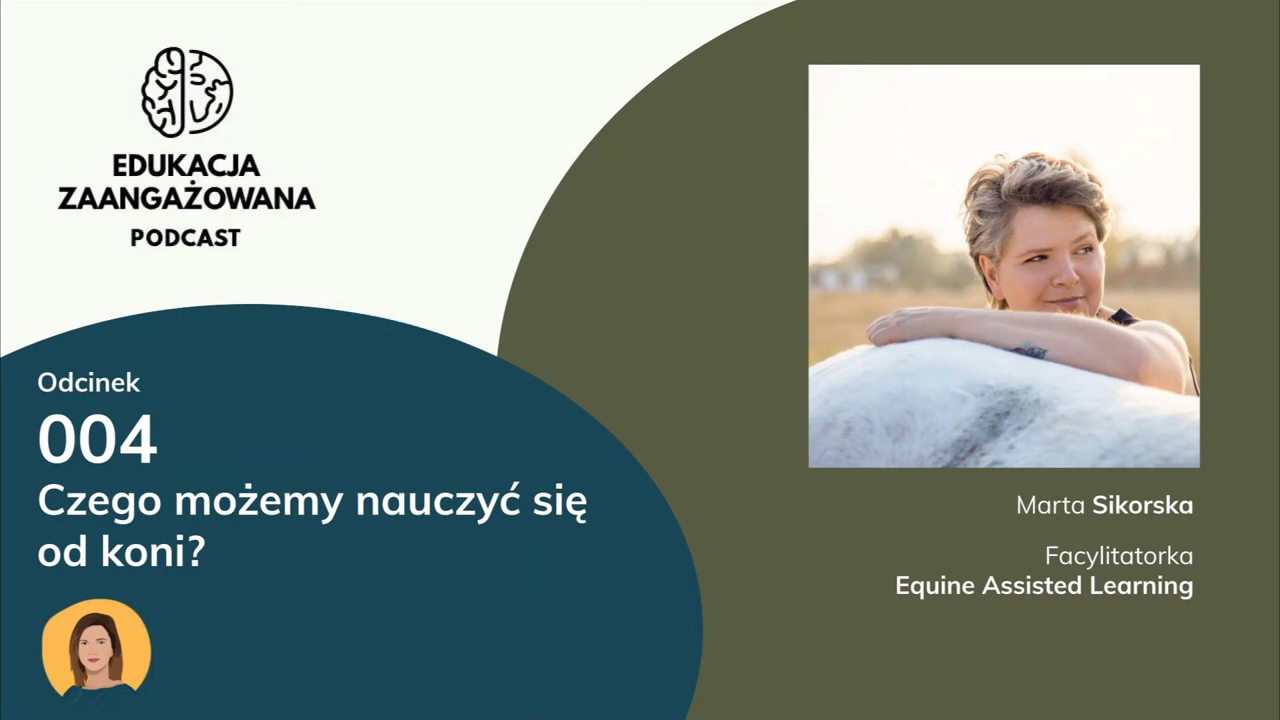 EDUKACJA
ZAANGAŻOWANA
PODCAST
Odcinek
004
Czego możemy nauczyć się
od koni?
Marta Sikorska
Facylitatorka
Equine Assisted Learning